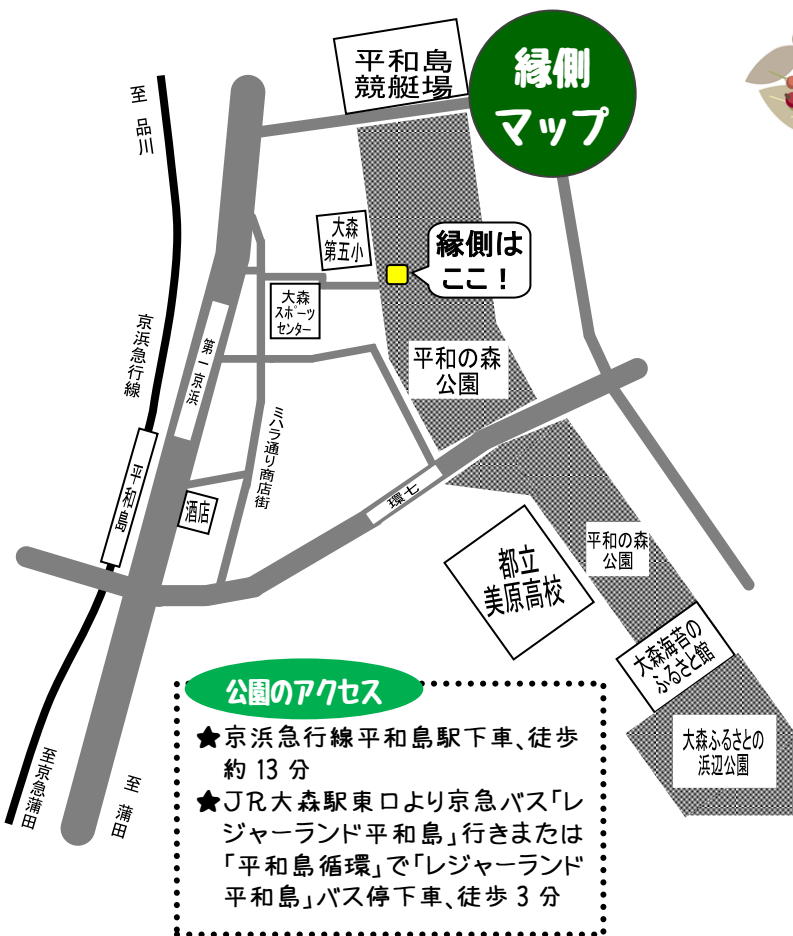 平和島
競艇場
縁側
マップ
至 品川
大森
第五小
縁側は
ここ！
大森
スポーツ
センター
京浜急行線
第一京浜
平和の森
公園
ミハラ通り商店街
平和島
酒店
環七
都立
美原高校
平和の森
公園
大森海苔の
ふるさと館
大森ふるさとの
浜辺公園
至京急蒲田
至 蒲田
公園のアクセス
★京浜急行線平和島駅下車、徒歩
約 13 分
★JR大森駅東口より京急バス「レ
ジャーランド平和島」行きまたは
「平和島循環」で「レジャーランド
平和島」バス停下車、徒歩 3 分